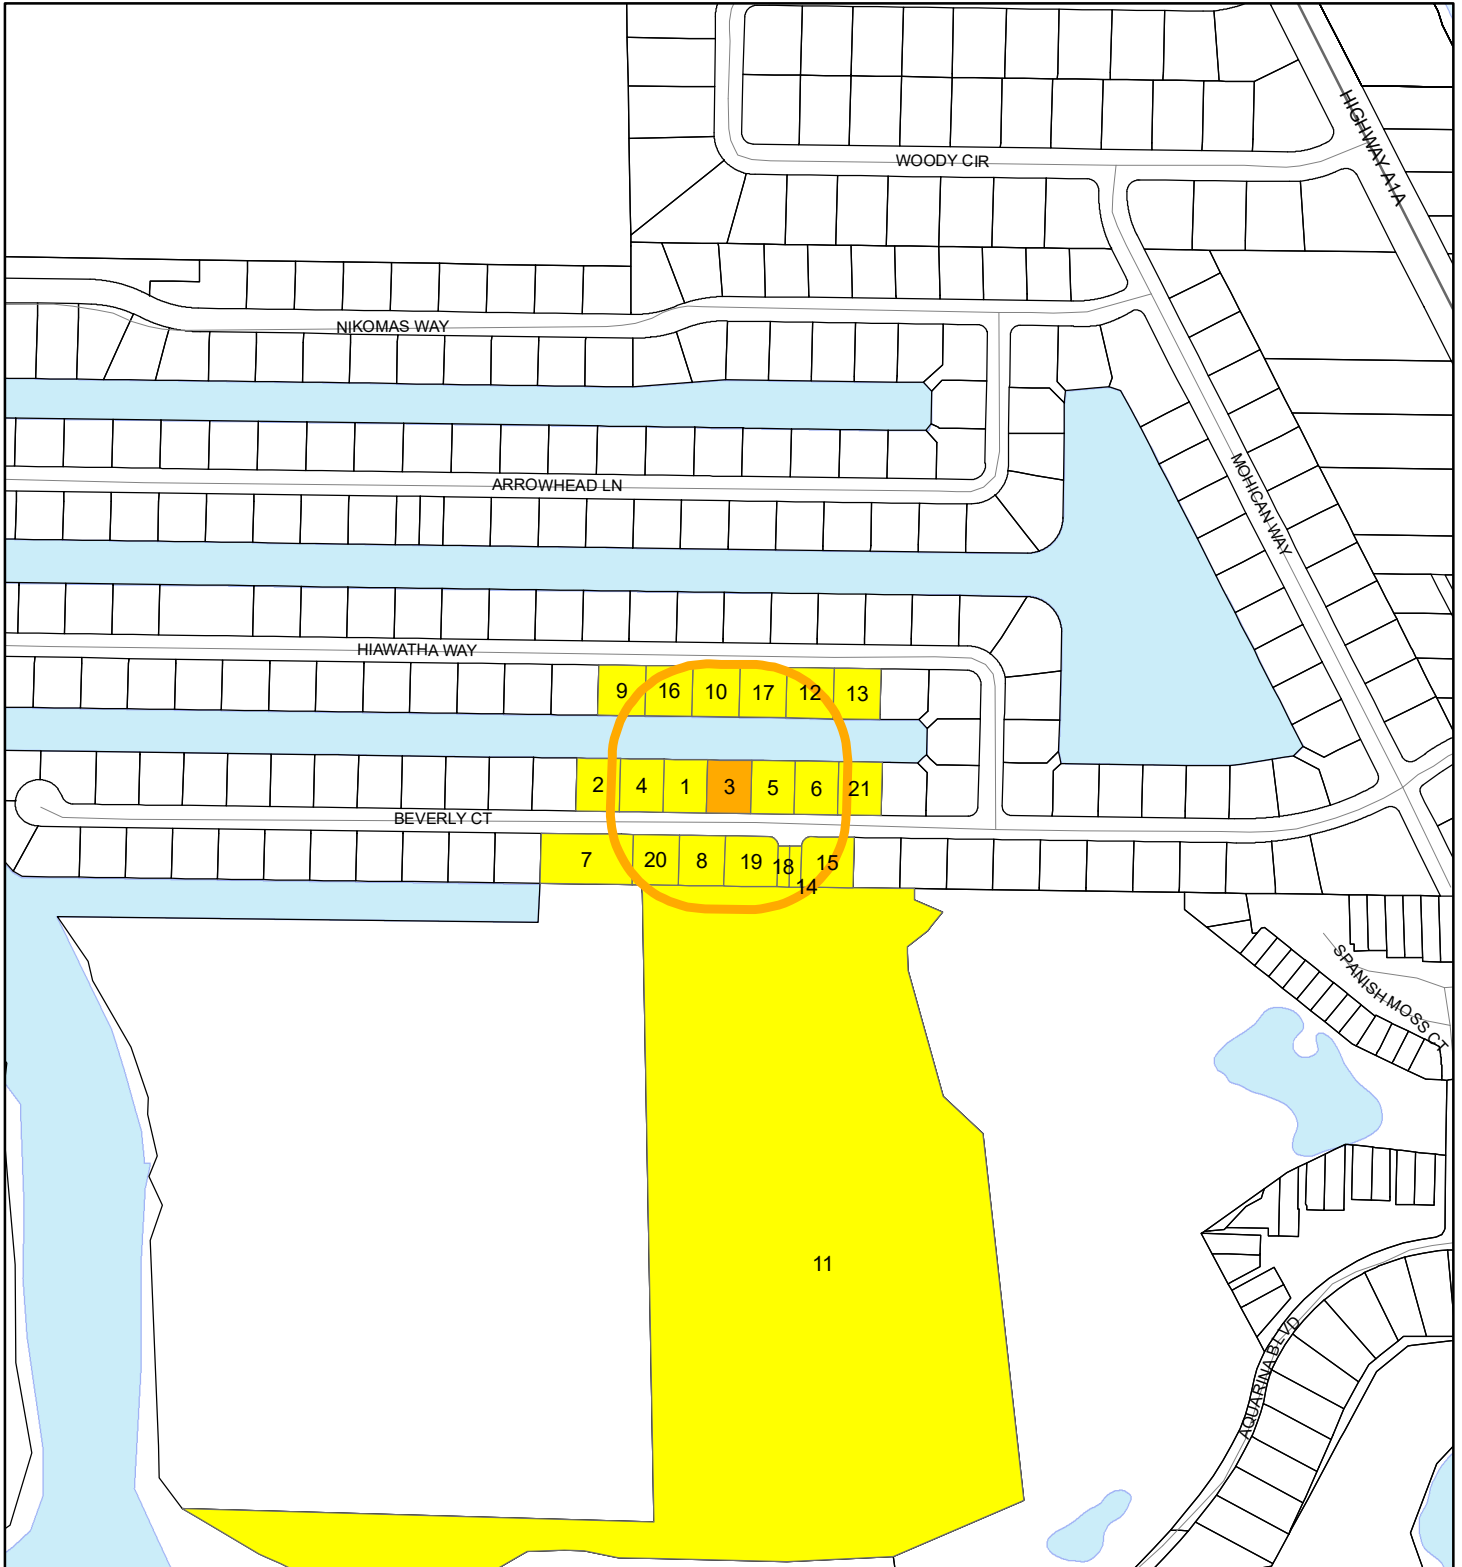 HIGHWAY A1A
WOODY CIR
NIKOMAS WAY
ARROWHEAD LN
MOHICAN WAY
HIAWATHA WAY
9 16 10 17 12 13
2 4 1 3 5 6 21
BEVERLY CT
7 20 8 19 18 15
14
SPANISH MOSS CT
11
AQUARINA BLVD